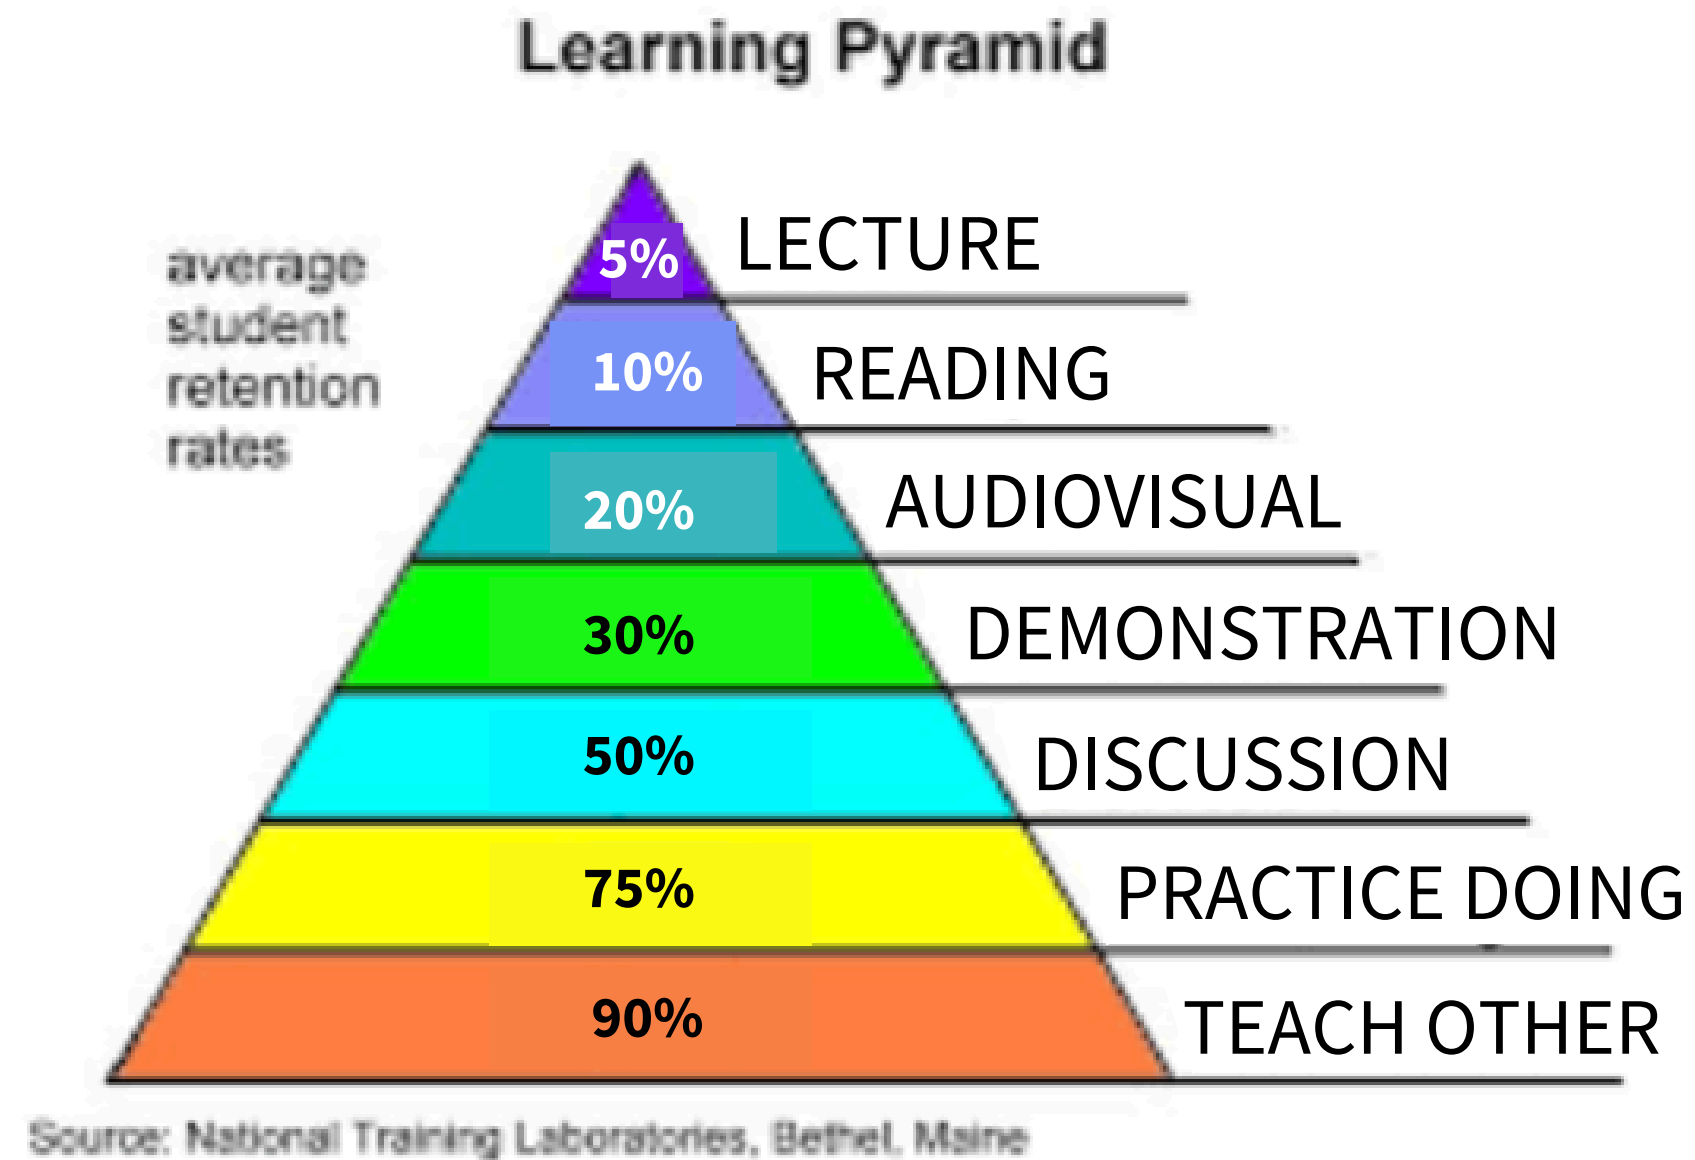 Learning Pyramid
average
student
retention
rates
5% LECTURE
10% READING
20% AUDIOVISUAL
30% DEMONSTRATION
50% DISCUSSION
75% PRACTICE DOING
90% TEACH OTHER
Source: National Training Laboratories, Bethel, Maine